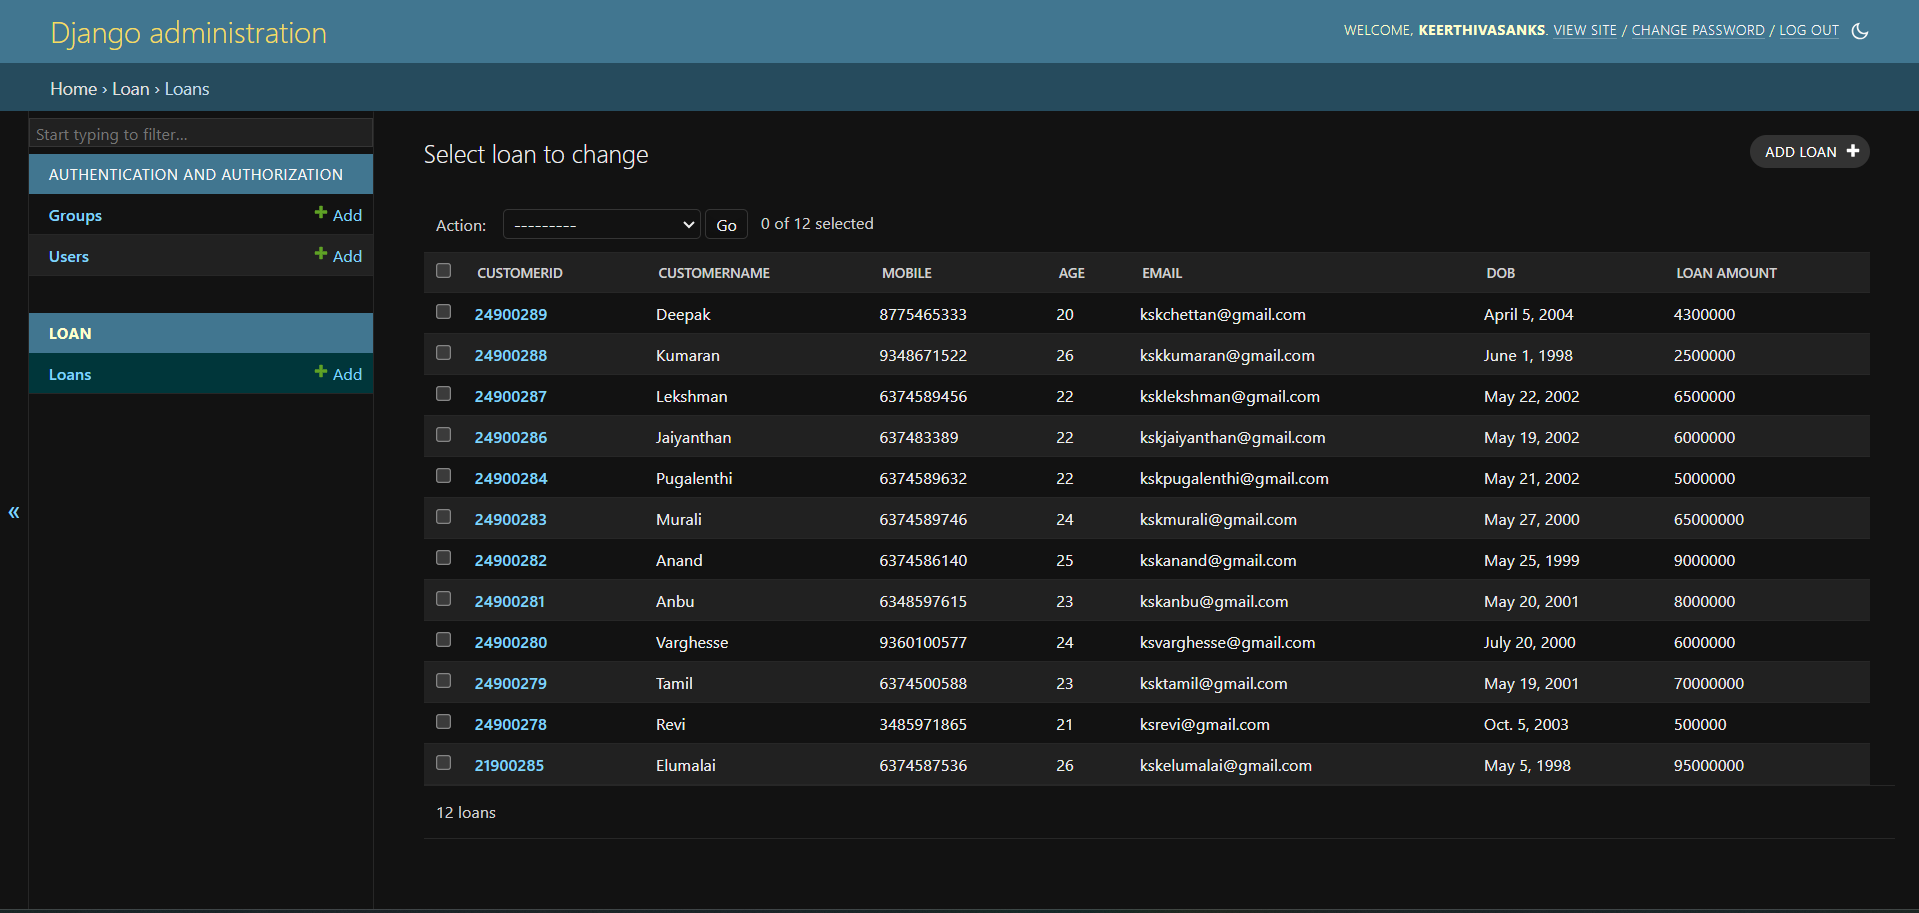 Django administration
WELCOME, KEERTHIVASANKS. VIEW SITE / CHANGE PASSWORD / LOG OUT
Home › Loan › Loans
Start typing to filter...
AUTHENTICATION AND AUTHORIZATION
Groups + Add
Users + Add
LOAN
Loans + Add
«
Select loan to change
ADD LOAN +
Action: --------- Go 0 of 12 selected
CUSTOMERID CUSTOMERNAME MOBILE AGE EMAIL DOB LOAN AMOUNT
24900289 Deepak 8775465333 20 kskchettan@gmail.com April 5, 2004 4300000
24900288 Kumaran 9348671522 26 kskkumaran@gmail.com June 1, 1998 2500000
24900287 Lekshman 6374589456 22 ksklekshman@gmail.com May 22, 2002 6500000
24900286 Jaiyanthan 637483389 22 kskjaiyanthan@gmail.com May 19, 2002 6000000
24900284 Pugalenthi 6374589632 22 kskpugalenthi@gmail.com May 21, 2002 5000000
24900283 Murali 6374589746 24 kskmurali@gmail.com May 27, 2000 65000000
24900282 Anand 6374586140 25 kskanand@gmail.com May 25, 1999 9000000
24900281 Anbu 6348597615 23 kskanbu@gmail.com May 20, 2001 8000000
24900280 Varghesse 9360100577 24 ksvarghesse@gmail.com July 20, 2000 6000000
24900279 Tamil 6374500588 23 ksktamil@gmail.com May 19, 2001 70000000
24900278 Revi 3485971865 21 ksrevi@gmail.com Oct. 5, 2003 500000
21900285 Elumalai 6374587536 26 kskelumalai@gmail.com May 5, 1998 95000000
12 loans